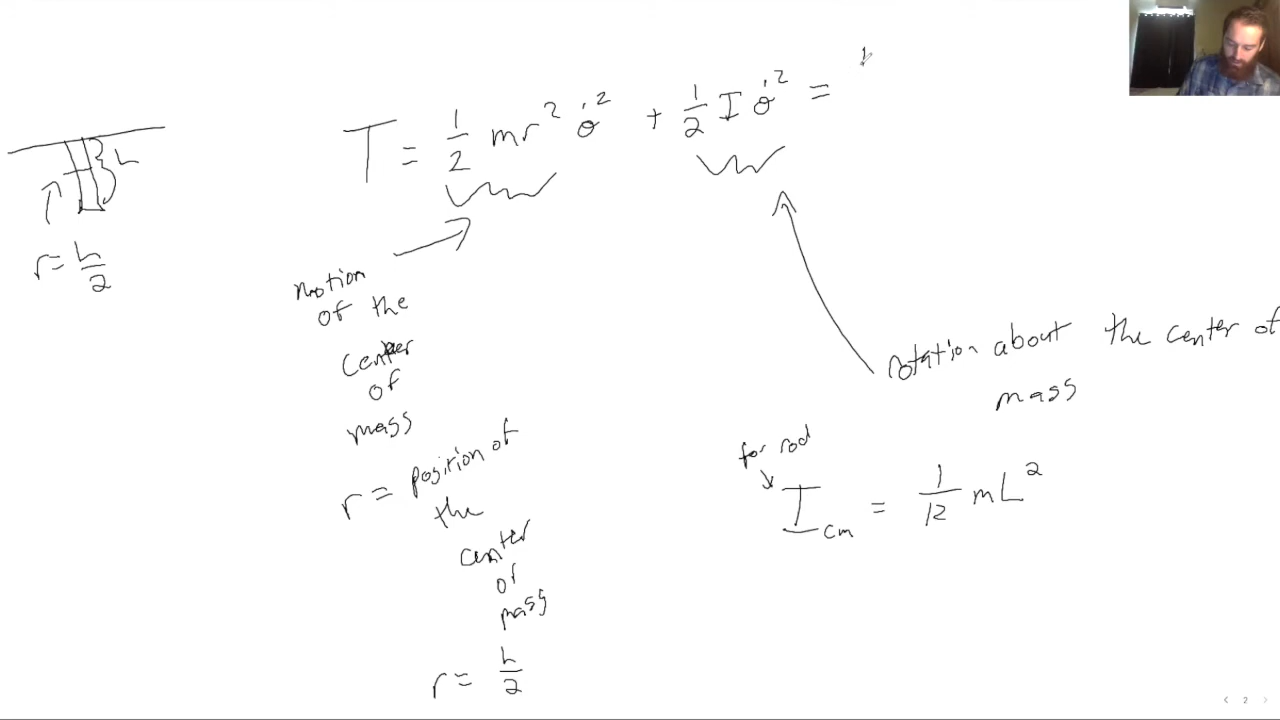 T = 1/2 mr² θ̇² + 1/2 I θ̇² =
L
r = L/2
motion
of the
center
of
mass
r = position of
the
center
of
mass
r = L/2
rotation about the center of
mass
for rod
I_cm = 1/12 mL²
2